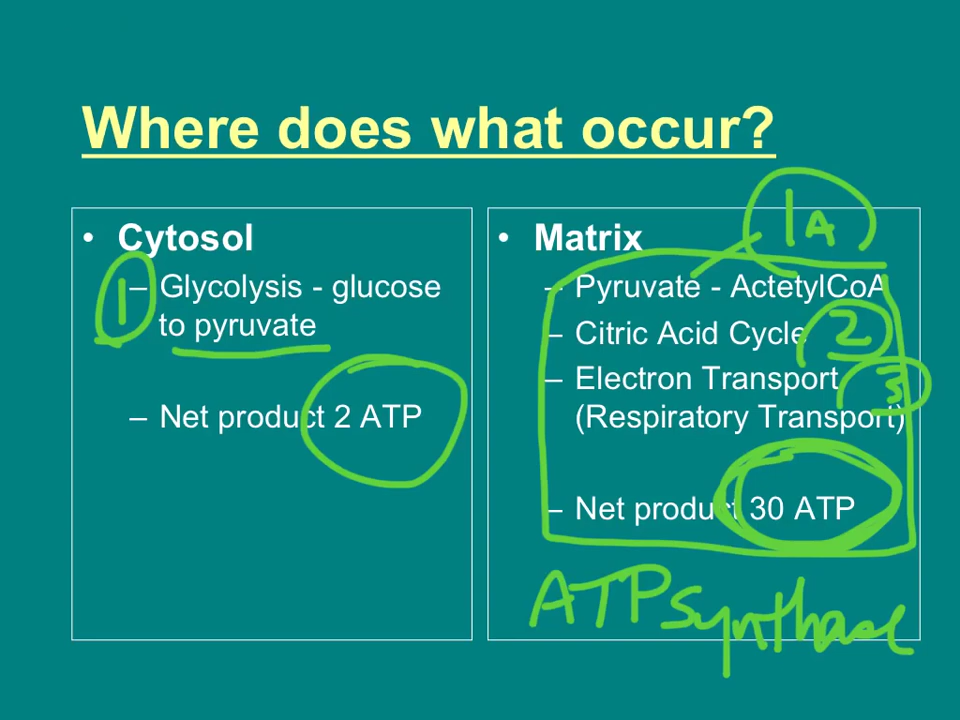 Where does what occur?
• Cytosol
1
– Glycolysis - glucose
to pyruvate
– Net product 2 ATP
1A
• Matrix
– Pyruvate - ActetylCoA
– Citric Acid Cycle 2
– Electron Transport 3
(Respiratory Transport)
– Net product 30 ATP
ATP synthase